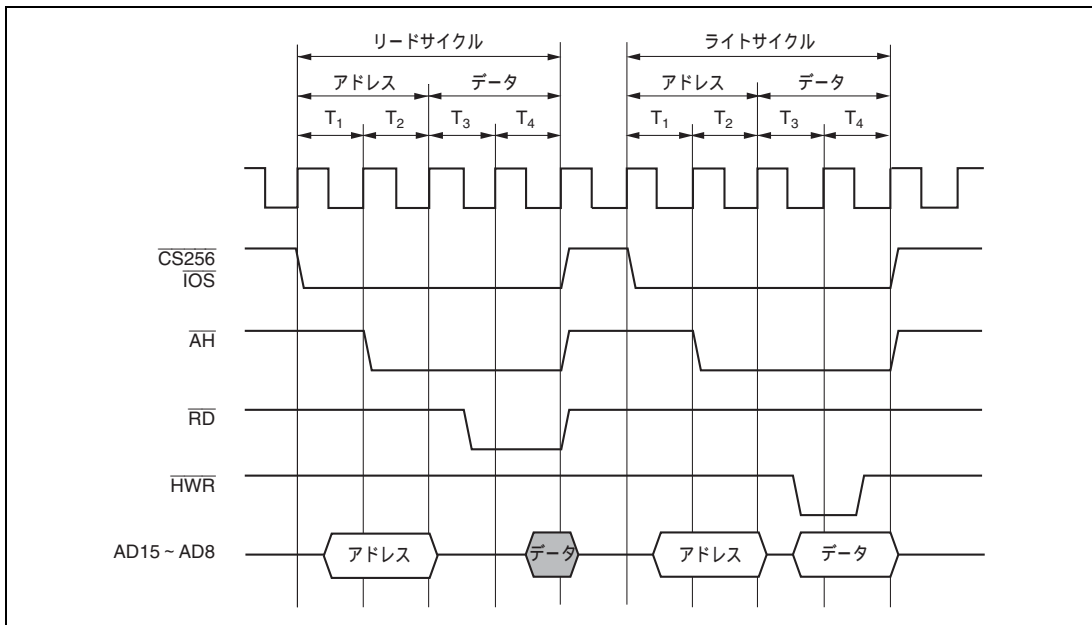 リードサイクル ライトサイクル
アドレス データ アドレス データ
T₁ T₂ T₃ T₄ T₁ T₂ T₃ T₄
CS256
IOS
AH
RD
HWR
AD15 ~ AD8 アドレス データ アドレス データ